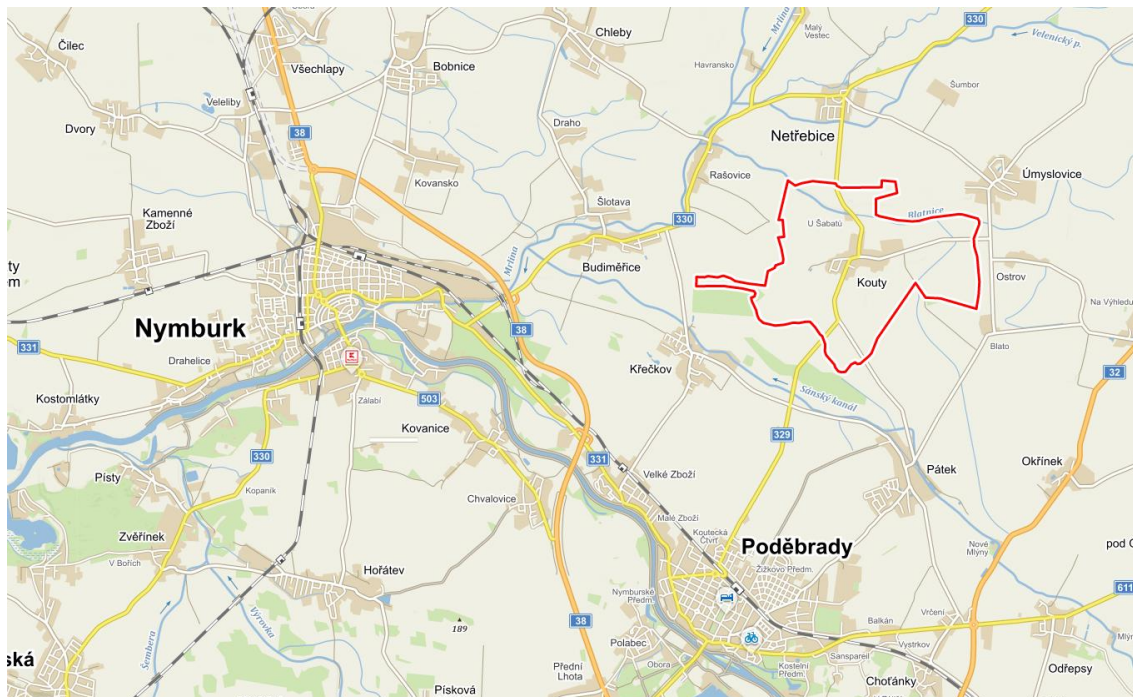 330
Malý
Vestec
Velenický p.
Chleby
Mrlina
Čilec
Všechlapy
Bobnice
Havransko
Šumbor
Veleliby
Dvory
38
Draho
Netřebice
Kovansko
Rašovice
Úmyslovice
Kamenné
Zboží
Šlotava
330
Blatnice
U Šabatů
Mrlina
Budiměřice
Kouty
Ostrov
Na Výhledu
Nymburk
38
331
Drahelice
Blato
Křečkov
32
Kostomlátky
Zálabí
503
Sánský kanál
Kovanice
329
330
331
Písty
Kopaník
Velké Zboží
Pátek
Okřínek
Chvalovice
Malé Zboží
Zvěřínek
Koutecká
Čtvrť
Nové
Mlýny
V Bořích
Poděbrady
Hořátev
Žižkovo Předm.
611
Nymburské
Předm.
Výrovka
Vrčení
Balkán
189
38
Šembera
Polabec
Vystrkov
Sanspareil
ská
Obora
Kostelní
Předm.
Přední
Lhota
Odřepsy
Písková
Choťánky